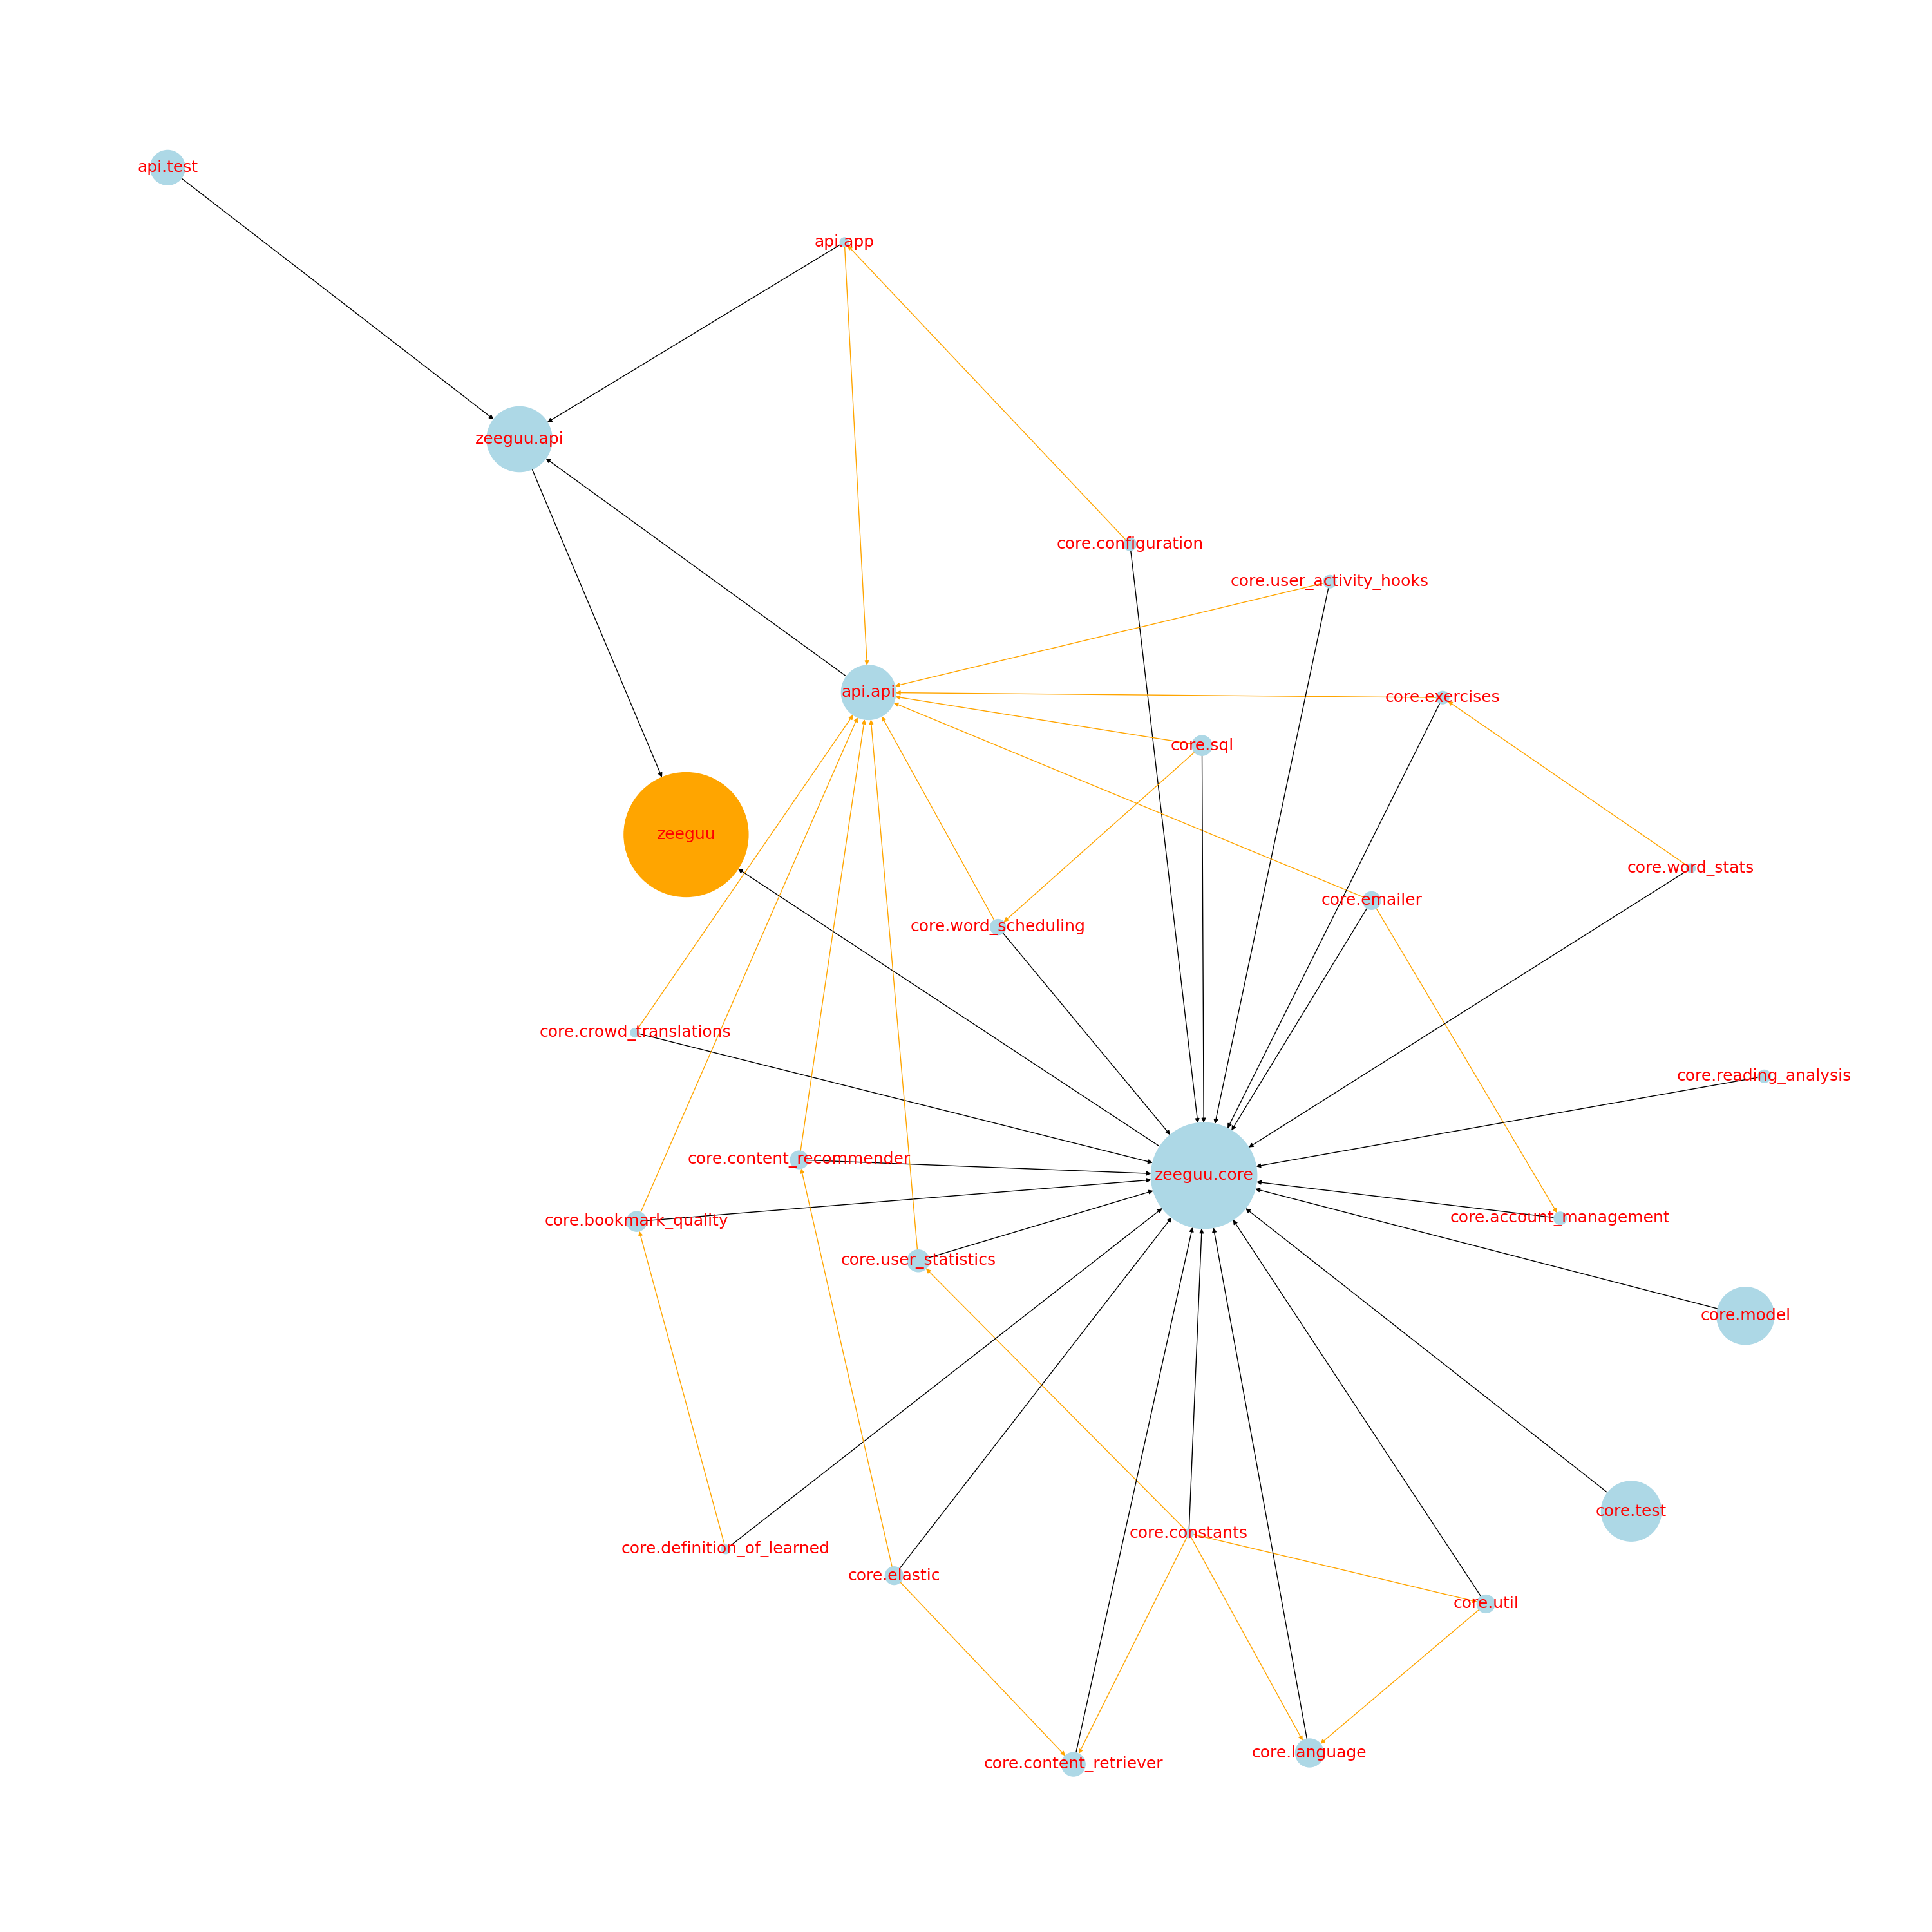 api.test
api.app
zeeguu.api
core.configuration
core.user_activity_hooks
api.api
core.exercises
core.sql
zeeguu
core.word_stats
core.emailer
core.word_scheduling
core.crowd_translations
core.reading_analysis
core.content_recommender
zeeguu.core
core.bookmark_quality
core.account_management
core.user_statistics
core.model
core.test
core.constants
core.definition_of_learned
core.elastic
core.util
core.language
core.content_retriever